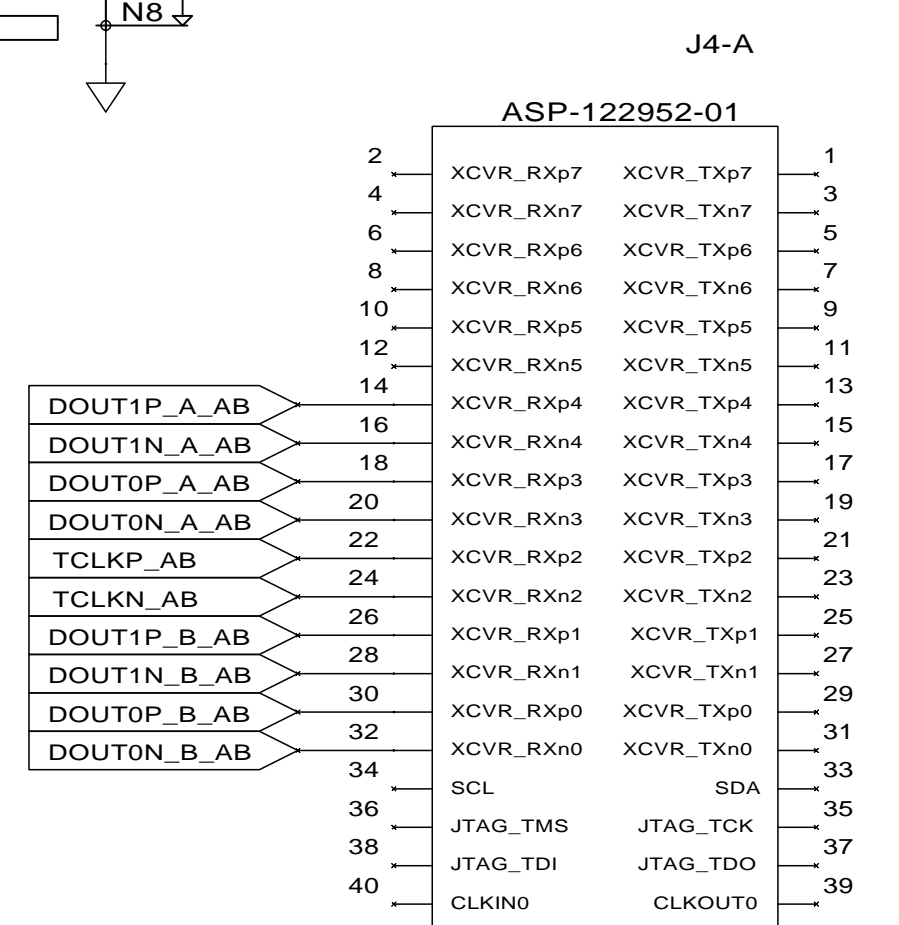 N8
J4-A
ASP-122952-01
2 XCVR_RXp7 XCVR_TXp7 1
4 XCVR_RXn7 XCVR_TXn7 3
6 XCVR_RXp6 XCVR_TXp6 5
8 XCVR_RXn6 XCVR_TXn6 7
10 XCVR_RXp5 XCVR_TXp5 9
12 XCVR_RXn5 XCVR_TXn5 11
DOUT1P_A_AB 14 XCVR_RXp4 XCVR_TXp4 13
DOUT1N_A_AB 16 XCVR_RXn4 XCVR_TXn4 15
DOUT0P_A_AB 18 XCVR_RXp3 XCVR_TXp3 17
DOUT0N_A_AB 20 XCVR_RXn3 XCVR_TXn3 19
TCLKP_AB 22 XCVR_RXp2 XCVR_TXp2 21
TCLKN_AB 24 XCVR_RXn2 XCVR_TXn2 23
DOUT1P_B_AB 26 XCVR_RXp1 XCVR_TXp1 25
DOUT1N_B_AB 28 XCVR_RXn1 XCVR_TXn1 27
DOUT0P_B_AB 30 XCVR_RXp0 XCVR_TXp0 29
DOUT0N_B_AB 32 XCVR_RXn0 XCVR_TXn0 31
34 SCL SDA 33
36 JTAG_TMS JTAG_TCK 35
38 JTAG_TDI JTAG_TDO 37
40 CLKIN0 CLKOUT0 39